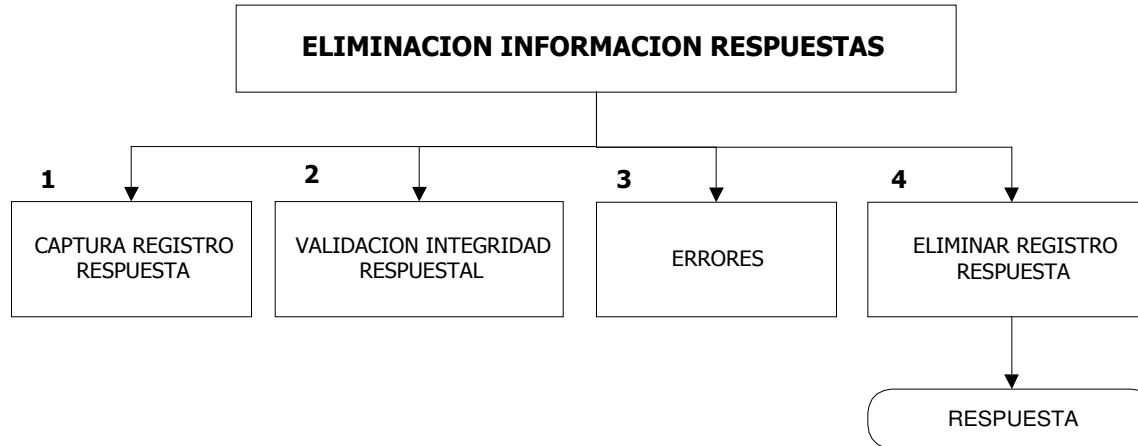 ELIMINACION INFORMACION RESPUESTAS
1
2
3
4
CAPTURA REGISTRO
RESPUESTA
VALIDACION INTEGRIDAD
RESPUESTAL
ERRORES
ELIMINAR REGISTRO
RESPUESTA
RESPUESTA